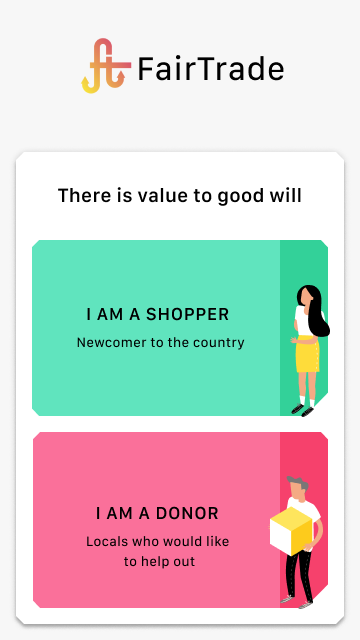 FairTrade
There is value to good will
I AM A SHOPPER
Newcomer to the country
I AM A DONOR
Locals who would like
to help out